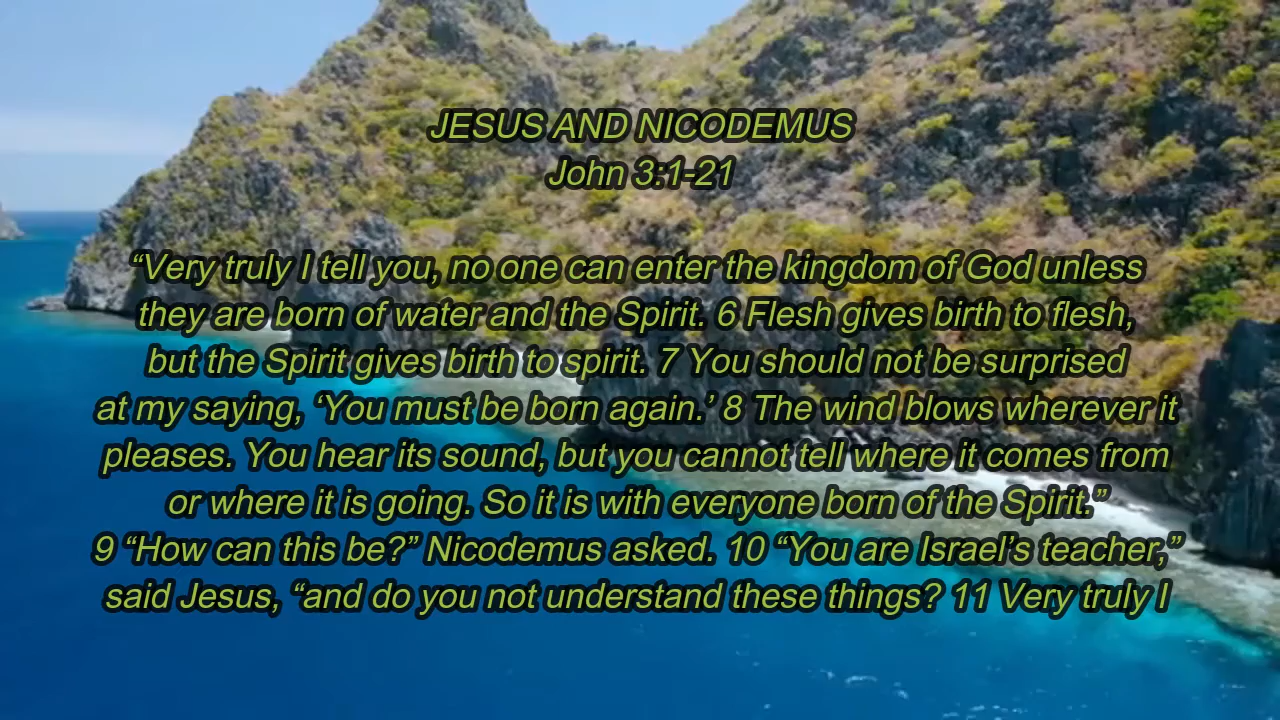 JESUS AND NICODEMUS
John 3:1-21
“Very truly I tell you, no one can enter the kingdom of God unless
they are born of water and the Spirit. 6 Flesh gives birth to flesh,
but the Spirit gives birth to spirit. 7 You should not be surprised
at my saying, ‘You must be born again.’ 8 The wind blows wherever it
pleases. You hear its sound, but you cannot tell where it comes from
or where it is going. So it is with everyone born of the Spirit.”
9 “How can this be?” Nicodemus asked. 10 “You are Israel’s teacher,”
said Jesus, “and do you not understand these things? 11 Very truly I